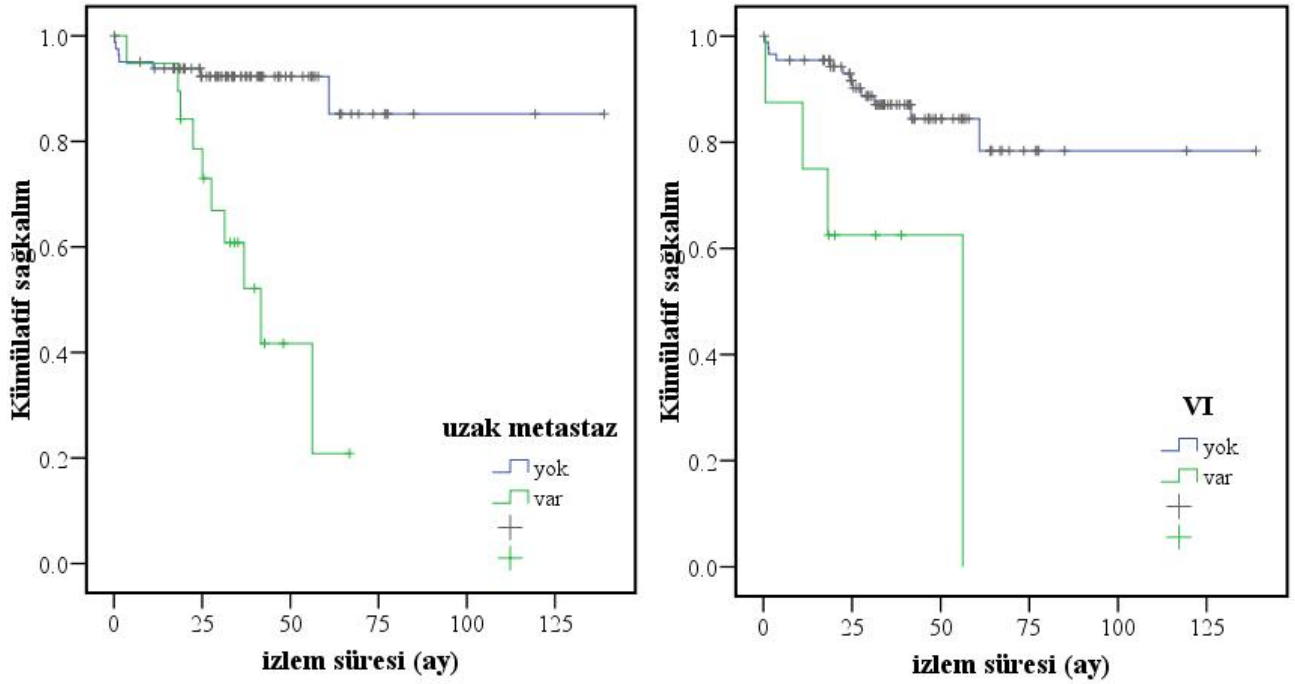 1.0
0.8
0.6
0.4
0.2
0.0
Kümülatif sağkalım
0 25 50 75 100 125
izlem süresi (ay)
uzak metastaz
yok
var
1.0
0.8
0.6
0.4
0.2
0.0
Kümülatif sağkalım
0 25 50 75 100 125
izlem süresi (ay)
VI
yok
var